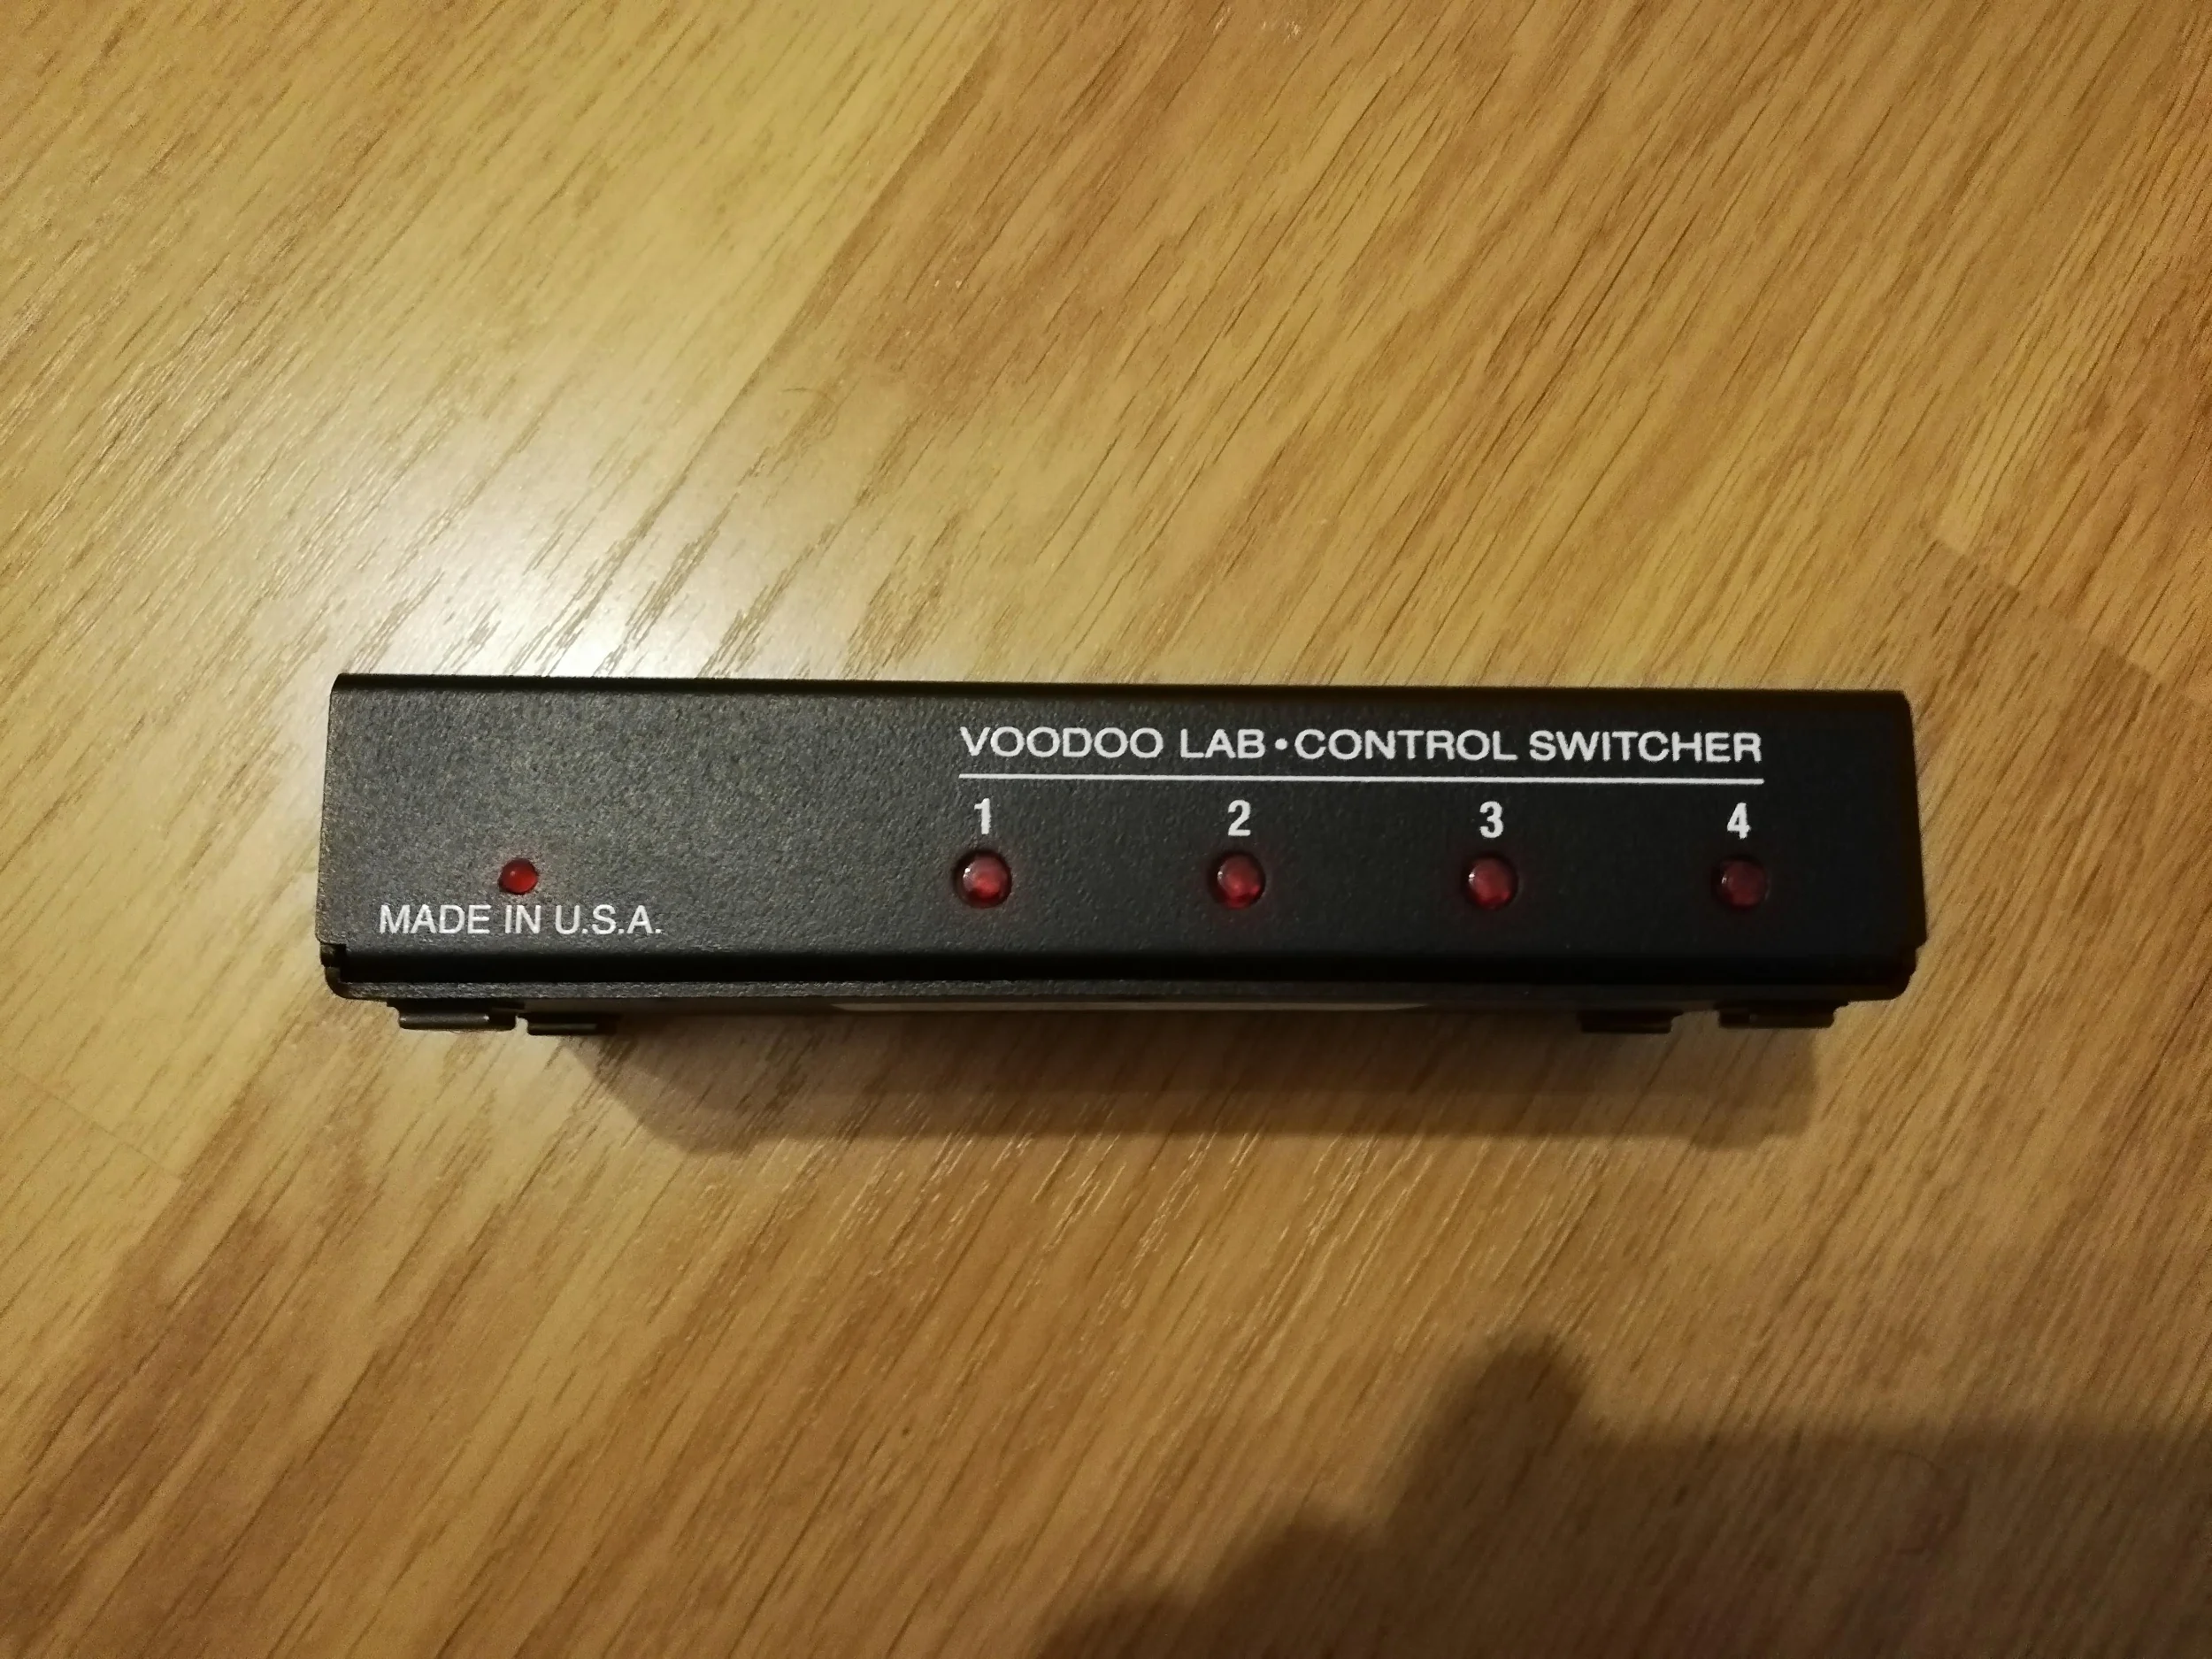 VOODOO LAB•CONTROL SWITCHER
1 2 3 4
MADE IN U.S.A.